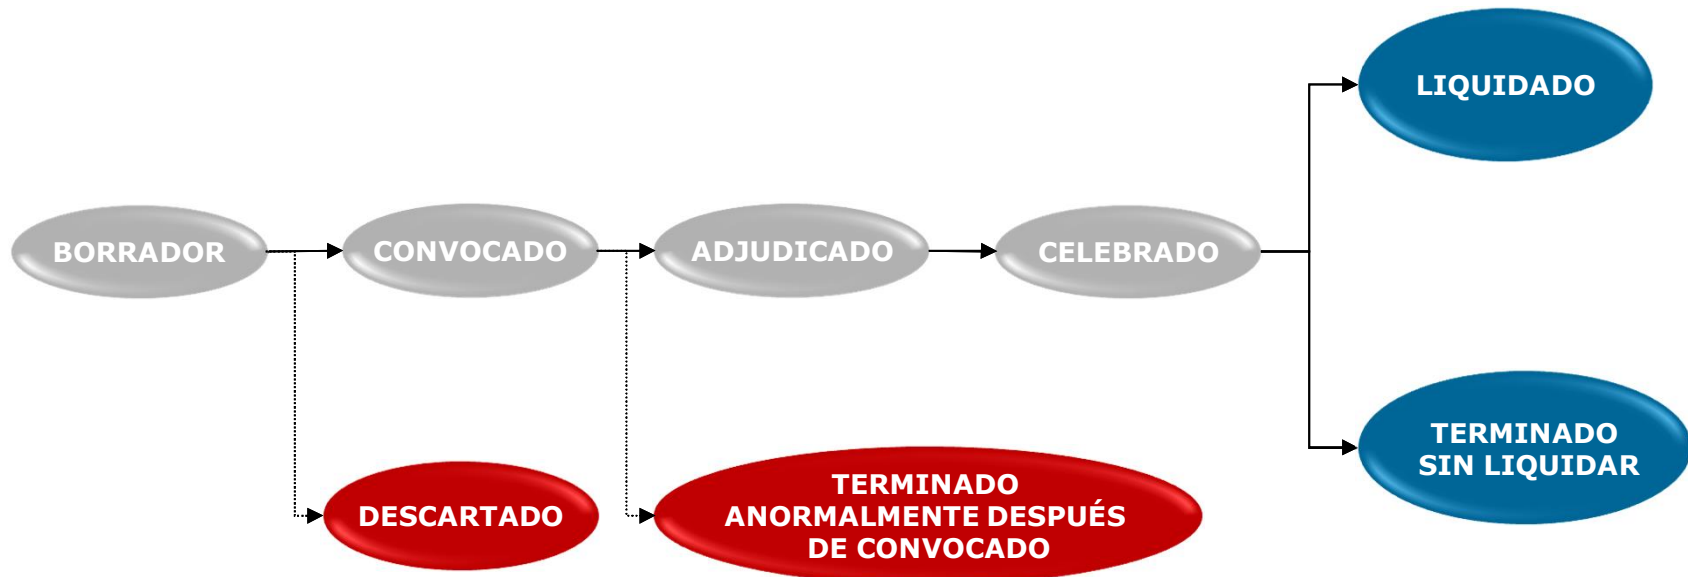 LIQUIDADO
BORRADOR
CONVOCADO
ADJUDICADO
CELEBRADO
TERMINADO
SIN LIQUIDAR
DESCARTADO
TERMINADO
ANORMALMENTE DESPUÉS
DE CONVOCADO